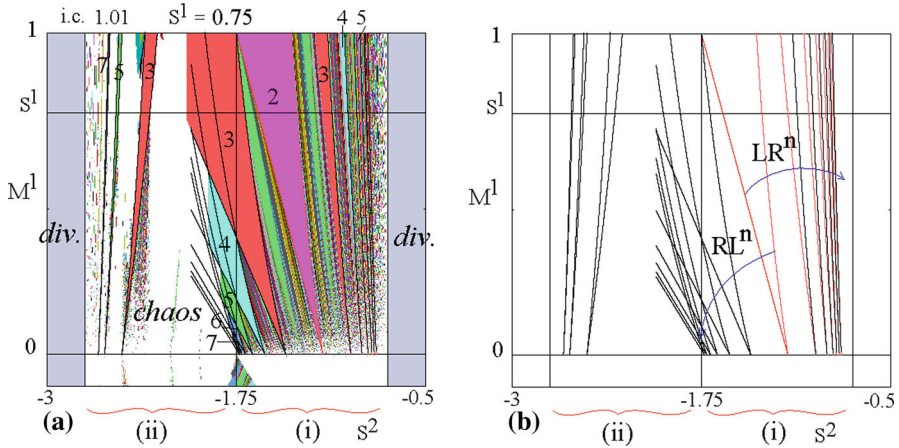 i.c. 1.01 S¹ = 0.75 4 5
1
7 5 3 2 3
S¹
3
M¹
div. div.
4
chaos
5
6
7
0
-3 -1.75 -0.5
(a) (ii) (i) S²
1
S¹
LRⁿ
M¹
RLⁿ
0
-3 -1.75 -0.5
(b) (ii) (i) S²